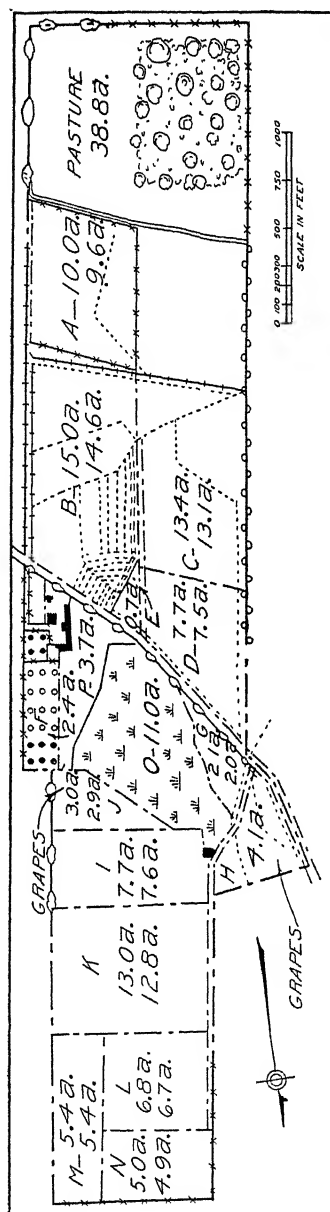 PASTURE
38.8a.
A-10.0a.
9.6a.
B-15.0a.
14.6a.
13.4a.
C-13.1a.
7.7a.
D-7.5a.
0.7a.
E
F
2.4a.
P 3.7a.
O-11.0a.
G
2.1a.
2.0a.
H
4.1a.
GRAPES
GRAPES
3.0a.
2.9a.
J
I
7.7a.
7.6a.
K
13.0a.
12.8a.
L
6.8a.
6.7a.
M-5.4a.
5.4a.
N
5.0a.
4.9a.
0 100 200 300 500 750 1000
SCALE IN FEET